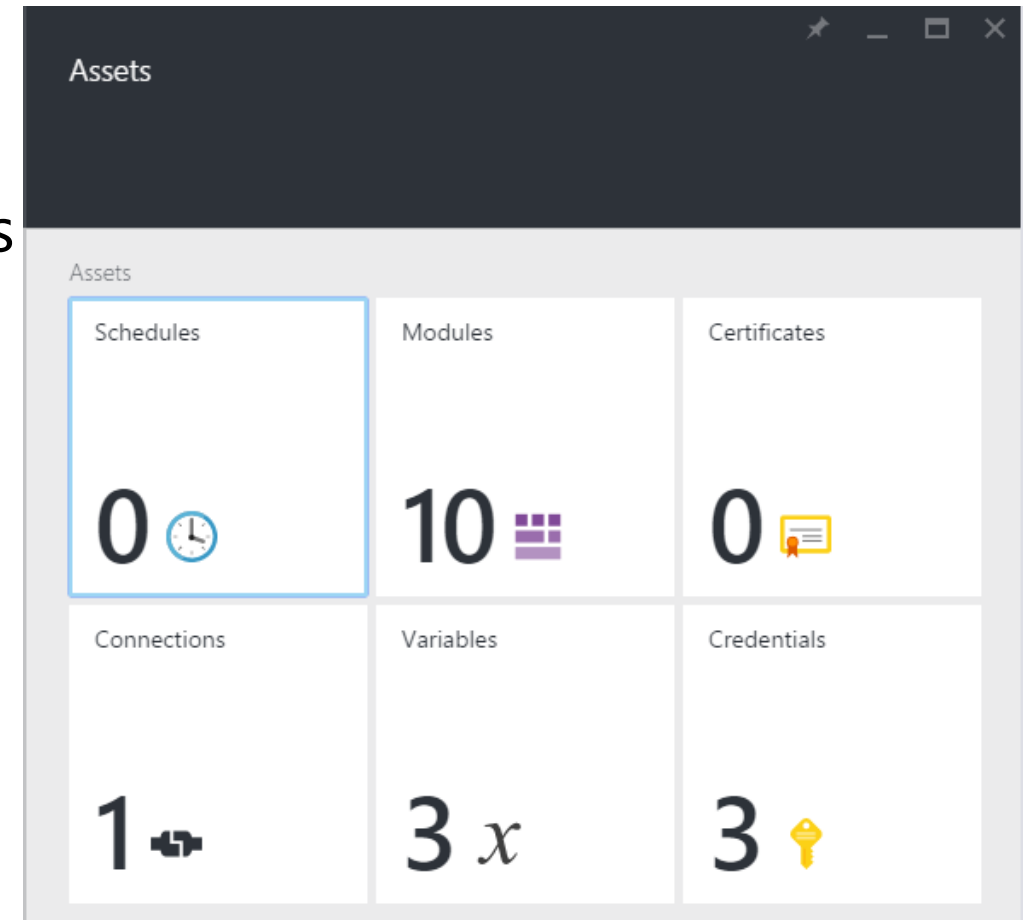 Assets
s
Assets
Schedules Modules Certificates
0 10 0
Connections Variables Credentials
1 3 x 3